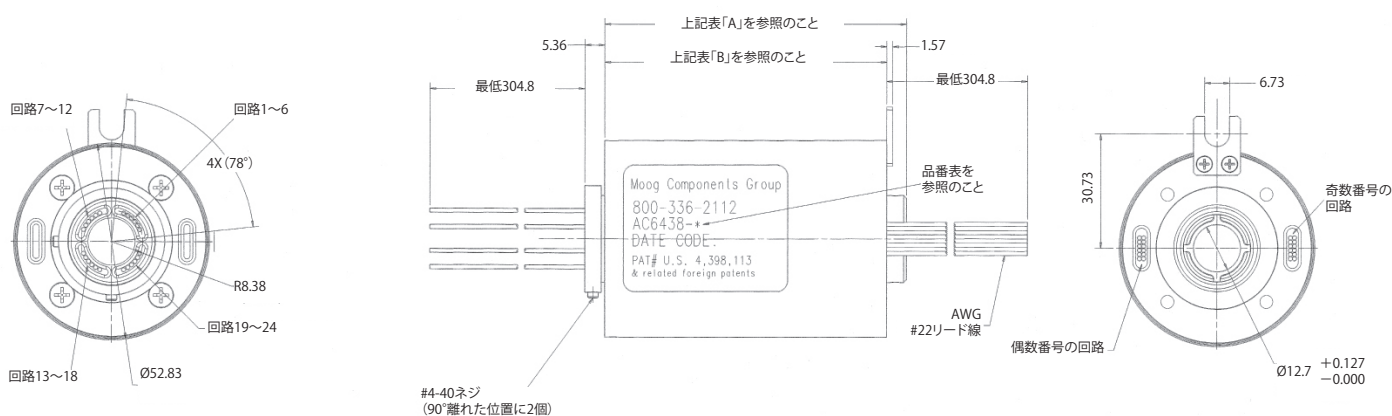 回路7～12
回路1～6
4X (78°)
R8.38
回路19～24
回路13～18
Ø52.83
上記表「A」を参照のこと
5.36
1.57
上記表「B」を参照のこと
最低304.8
最低304.8
品番表を
参照のこと
Moog Components Group
800-336-2112
AC6438-*
DATE CODE:
PAT# U.S. 4,398,113
& related foreign patents
AWG
#22リード線
#4-40ネジ
(90°離れた位置に2個)
6.73
30.73
奇数番号の
回路
偶数番号の回路
Ø12.7 +0.127
−0.000